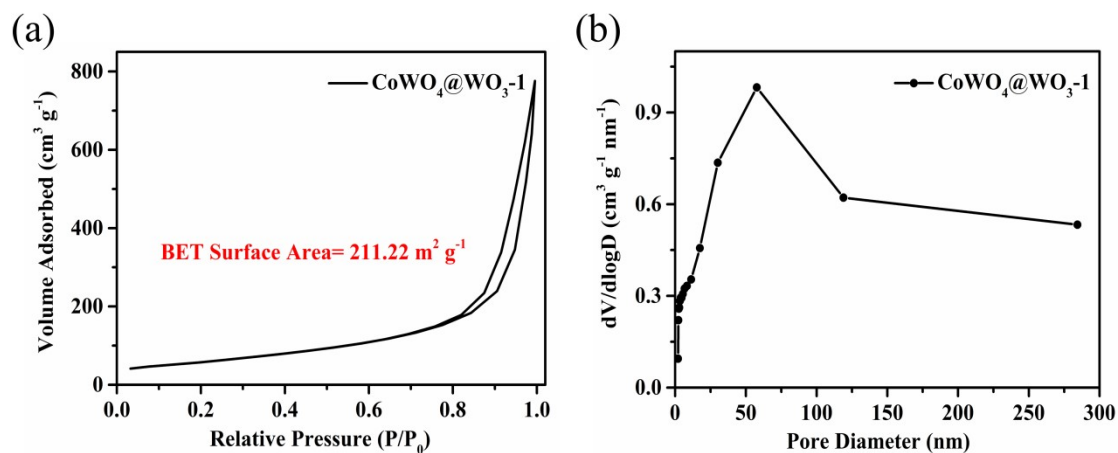 (a)
800
600
400
200
0
Volume Adsorbed (cm³ g⁻¹)
CoWO₄@WO₃-1
BET Surface Area= 211.22 m² g⁻¹
0.0 0.2 0.4 0.6 0.8 1.0
Relative Pressure (P/P₀)
(b)
0.9
0.6
0.3
0.0
dV/dlogD (cm³ g⁻¹ nm⁻¹)
CoWO₄@WO₃-1
0 50 100 150 200 250 300
Pore Diameter (nm)